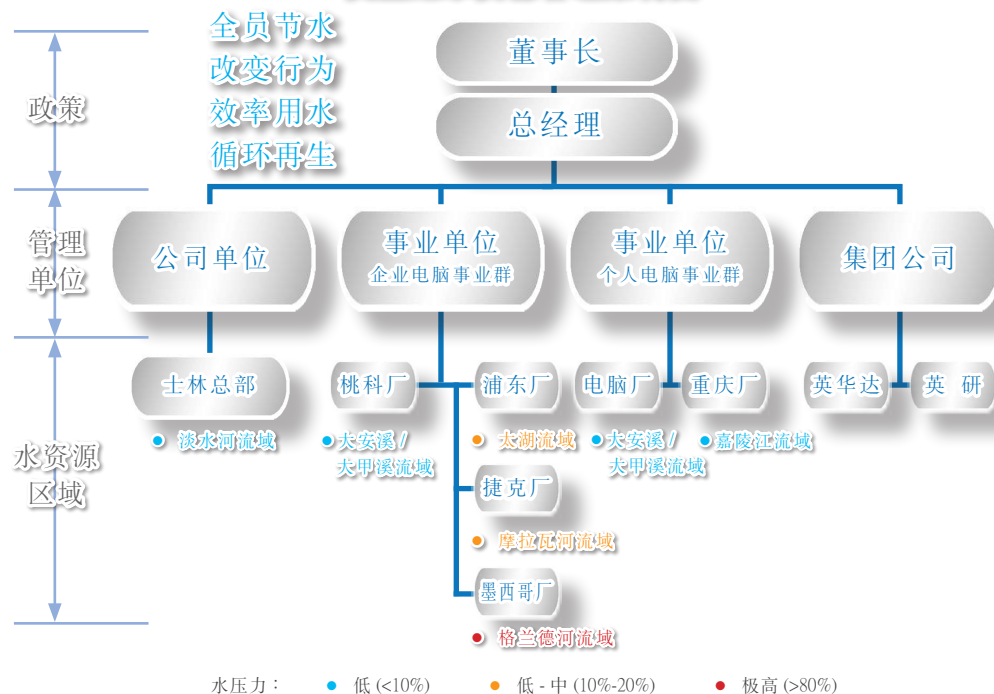 全员节水
改变行为
效率用水
循环再生
董事长
总经理
政策
管理
单位
公司单位
事业单位
企业电脑事业群
事业单位
个人电脑事业群
集团公司
水资源
区域
士林总部
桃科厂
浦东厂
电脑厂
重庆厂
英华达
英 研
淡水河流域
大安溪 /
大甲溪流域
太湖流域
大安溪 /
大甲溪流域
嘉陵江流域
捷克厂
摩拉瓦河流域
墨西哥厂
格兰德河流域
水压力： 低 (<10%) 低 - 中 (10%-20%) 极高 (>80%)